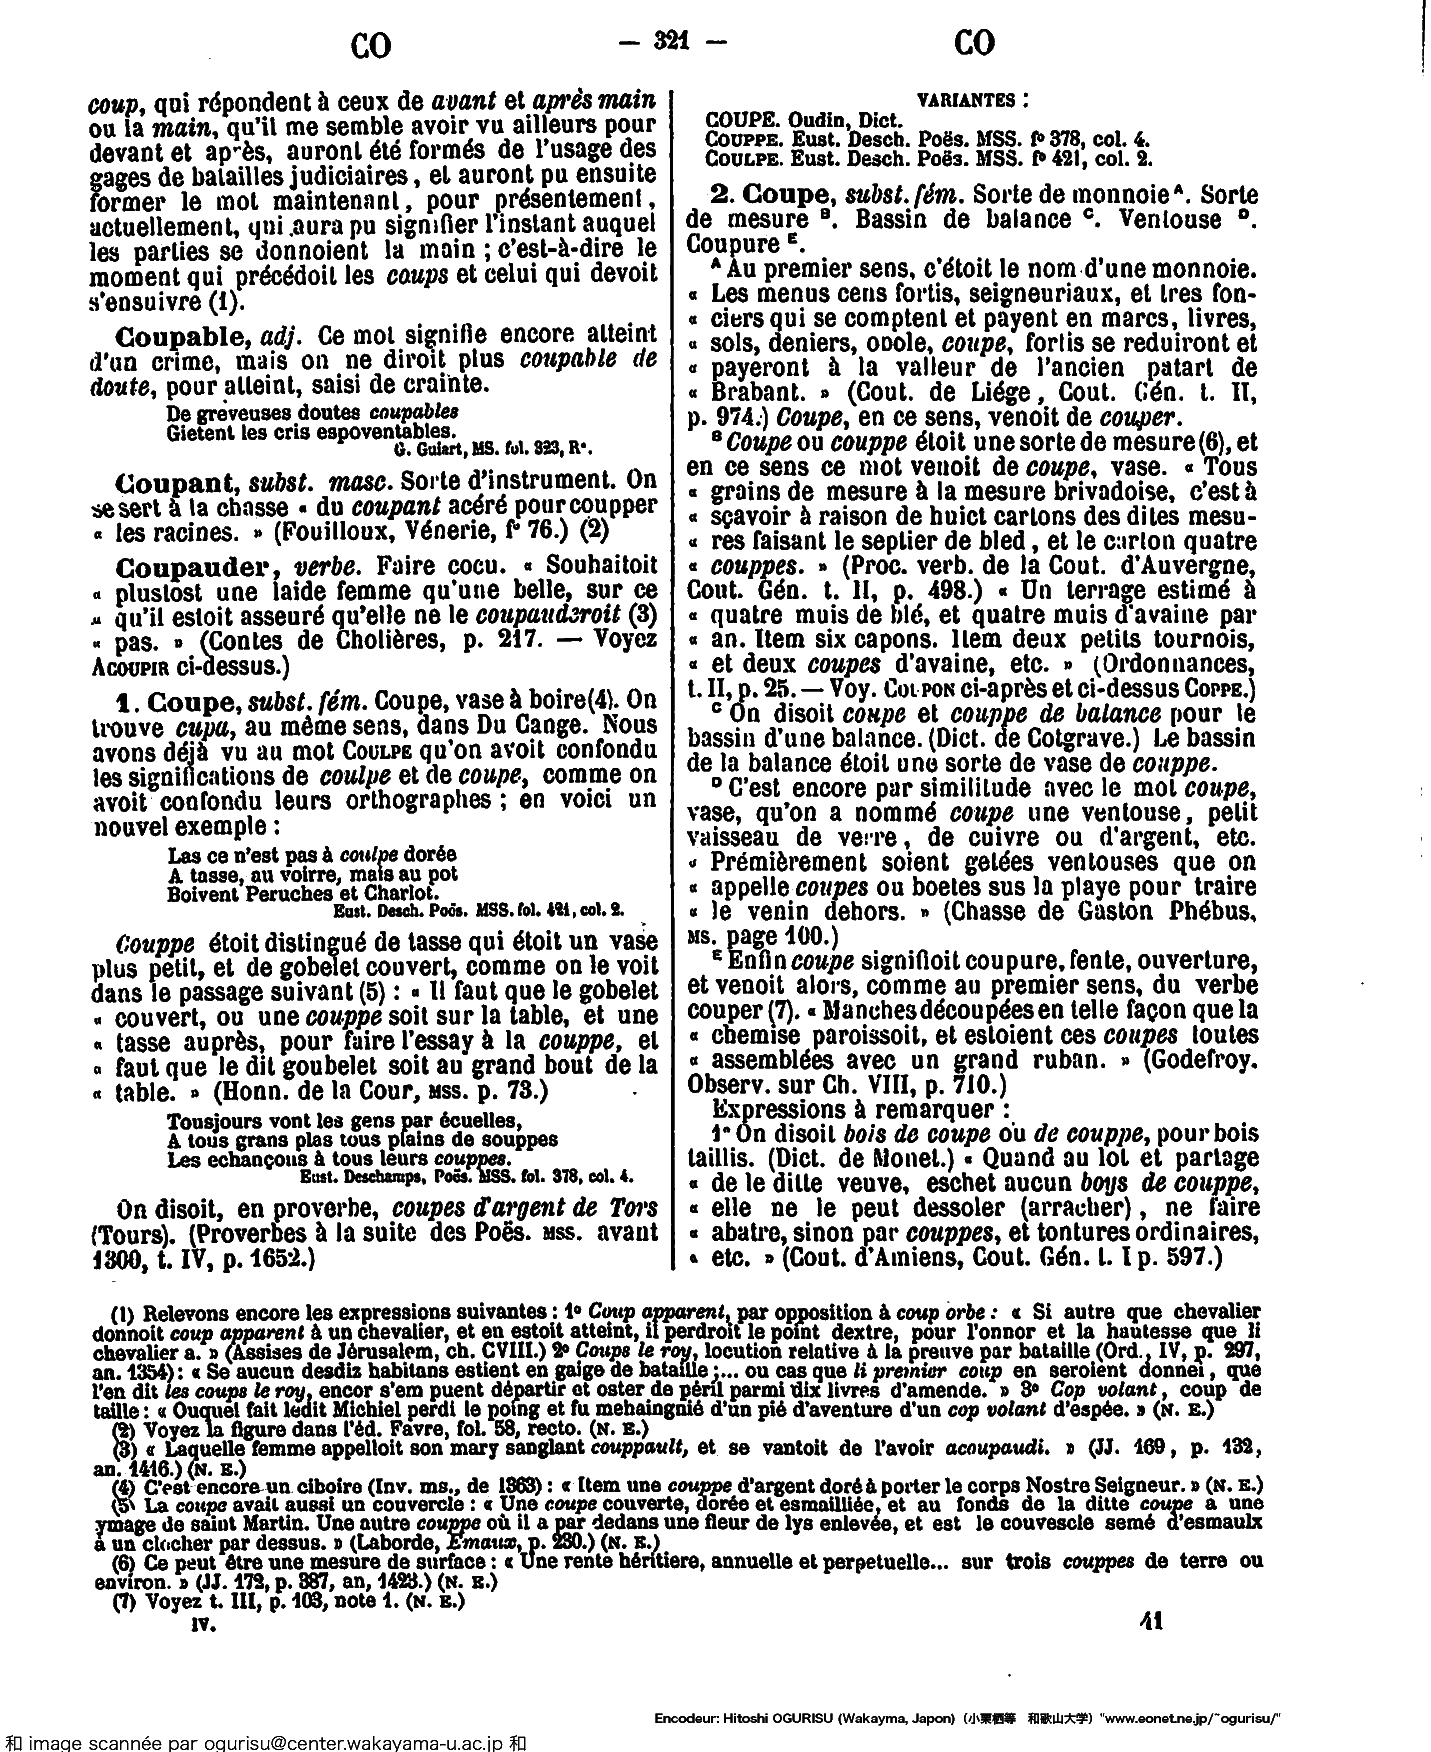 CO — 321 — CO
coup, qui répondent à ceux de avant et après main
ou la main, qu'il me semble avoir vu ailleurs pour
devant et après, auront été formés de l'usage des
gages de batailles judiciaires, et auront pu ensuite
former le mot maintenant, pour présentement,
actuellement, qui aura pu signifier l'instant auquel
les parties se donnoient la main ; c'est-à-dire le
moment qui précédoit les coups et celui qui devoit
s'ensuivre (1).
Coupable, adj. Ce mot signifie encore atteint
d'un crime, mais on ne diroit plus coupable de
doute, pour atteint, saisi de crainte.
De greveuses doutes coupables
Gietent les cris espoventables.
G. Guiart, MS. fol. 323, R°.
Coupant, subst. masc. Sorte d'instrument. On
se sert à la chasse « du coupant acéré pour coupper
« les racines. » (Fouilloux, Vénerie, f° 76.) (2)
Coupauder, verbe. Faire cocu. « Souhaitoit
« plustost une laide femme qu'une belle, sur ce
« qu'il estoit asseuré qu'elle ne le coupauderoit (3)
« pas. » (Contes de Cholières, p. 217. — Voyez
ACOUPIR ci-dessus.)
1. Coupe, subst. fém. Coupe, vase à boire (4). On
trouve cupa, au même sens, dans Du Cange. Nous
avons déjà vu au mot COULPE qu'on avoit confondu
les significations de coulpe et de coupe, comme on
avoit confondu leurs orthographes ; en voici un
nouvel exemple :
Las ce n'est pas à coulpe dorée
A tasse, au voirre, mais au pot
Boivent Peruches et Charlot.
Eust. Desch. Poës. MSS. fol. 421, col. 2.
Couppe étoit distingué de tasse qui étoit un vase
plus petit, et de gobelet couvert, comme on le voit
dans le passage suivant (5) : « Il faut que le gobelet
« couvert, ou une couppe soit sur la table, et une
« tasse auprès, pour faire l'essay à la couppe, et
« faut que le dit goubelet soit au grand bout de la
« table. » (Honn. de la Cour, MSS. p. 73.)
Tousjours vont les gens par écuelles,
A tous grans plas tous plains de souppes
Les echançons à tous leurs couppes.
Eust. Deschamps, Poës. MSS. fol. 378, col. 4.
On disoit, en proverbe, coupes d'argent de Tors
(Tours). (Proverbes à la suite des Poës. MSS. avant
1300, t. IV, p. 1652.)
VARIANTES :
COUPE. Oudin, Dict.
COUPPE. Eust. Desch. Poës. MSS. f° 378, col. 4.
COULPE. Eust. Desch. Poës. MSS. f° 421, col. 2.
2. Coupe, subst. fém. Sorte de monnoie A. Sorte
de mesure B. Bassin de balance C. Ventouse D.
Coupure E.
A Au premier sens, c'étoit le nom d'une monnoie.
« Les menus cens fortis, seigneuriaux, et tres fon-
« ciers qui se comptent et payent en marcs, livres,
« sols, deniers, obole, coupe, fortis se reduiront et
« payeront à la valleur de l'ancien patart de
« Brabant. » (Cout. de Liége, Cout. Gén. t. II,
p. 974.) Coupe, en ce sens, venoit de couper.
B Coupe ou couppe étoit une sorte de mesure (6), et
en ce sens ce mot venoit de coupe, vase. « Tous
« grains de mesure à la mesure brivadoise, c'est à
« sçavoir à raison de huict cartons des dites mesu-
« res faisant le septier de bled, et le carton quatre
« couppes. » (Proc. verb. de la Cout. d'Auvergne,
Cout. Gén. t. II, p. 498.) « Un terrage estimé à
« quatre muis de blé, et quatre muis d'avaine par
« an. Item six capons. Item deux petits tournois,
« et deux coupes d'avaine, etc. » (Ordonnances,
t. II, p. 25. — Voy. COUPON ci-après et ci-dessus COPPE.)
C On disoit coupe et couppe de balance pour le
bassin d'une balance. (Dict. de Cotgrave.) Le bassin
de la balance étoit une sorte de vase de couppe.
D C'est encore par similitude avec le mot coupe,
vase, qu'on a nommé coupe une ventouse, petit
vaisseau de verre, de cuivre ou d'argent, etc.
« Prémièrement soient getées ventouses que on
« appelle coupes ou boetes sus la playe pour traire
« le venin dehors. » (Chasse de Gaston Phébus,
MS. page 100.)
E Enfin coupe signifioit coupure, fente, ouverture,
et venoit alors, comme au premier sens, du verbe
couper (7). « Manches découpées en telle façon que la
« chemise paroissoit, et estoient ces coupes toutes
« assemblées avec un grand ruban. » (Godefroy.
Observ. sur Ch. VIII, p. 710.)
Expressions à remarquer :
1° On disoit bois de coupe ou de couppe, pour bois
taillis. (Dict. de Monet.) « Quand au lot et partage
« de le ditte veuve, eschet aucun boys de couppe,
« elle ne le peut dessoler (arracher), ne faire
« abatre, sinon par couppes, et tontures ordinaires,
« etc. » (Cout. d'Amiens, Cout. Gén. t. I p. 597.)
(1) Relevons encore les expressions suivantes : 1° Coup apparent, par opposition à coup orbe : « Si autre que chevalier
donnoit coup apparent à un chevalier, et en estoit atteint, il perdroit le point dextre, pour l'onnor et la hautesse que li
chevalier a. » (Assises de Jérusalem, ch. CVIII.) 2° Coups le roy, locution relative à la preuve par bataille (Ord., IV, p. 297,
an. 1354) : « Se aucun desdiz habitans estient en gaige de bataille ;... ou cas que li premier coup en seroient donnei, que
l'en dit les coups le roy, encor s'em puent départir et oster de péril parmi dix livres d'amende. » 3° Cop volant, coup de
taille : « Ouquel fait ledit Michiel perdi le poing et fu mehaingnié d'un pié d'aventure d'un cop volant d'espée. » (N. E.)
(2) Voyez la figure dans l'éd. Favre, fol. 58, recto. (N. E.)
(3) « Laquelle femme appelloit son mary sanglant couppault, et se vantoit de l'avoir acoupaudi. » (JJ. 169, p. 132,
an. 1416.) (N. E.)
(4) C'est encore un ciboire (Inv. ms., de 1363) : « Item une couppe d'argent doré à porter le corps Nostre Seigneur. » (N. E.)
(5) La coupe avait aussi un couvercle : « Une coupe couverte, dorée et esmailliée, et au fonds de la ditte coupe a une
ymage de saint Martin. Une autre couppe où il a par dedans une fleur de lys enlevée, et est le couvescle semé d'esmaulx
à un clocher par dessus. » (Laborde, Emaux, p. 230.) (N. E.)
(6) Ce peut être une mesure de surface : « Une rente héritiere, annuelle et perpetuelle... sur trois couppes de terre ou
environ. » (JJ. 172, p. 387, an, 1423.) (N. E.)
(7) Voyez t. III, p. 103, note 1. (N. E.)
IV. 41
Encodeur: Hitoshi OGURISU (Wakayma, Japon) (小栗栖等 和歌山大学) "www.eonet.ne.jp/~ogurisu/"
和 image scannée par ogurisu@center.wakayama-u.ac.jp 和